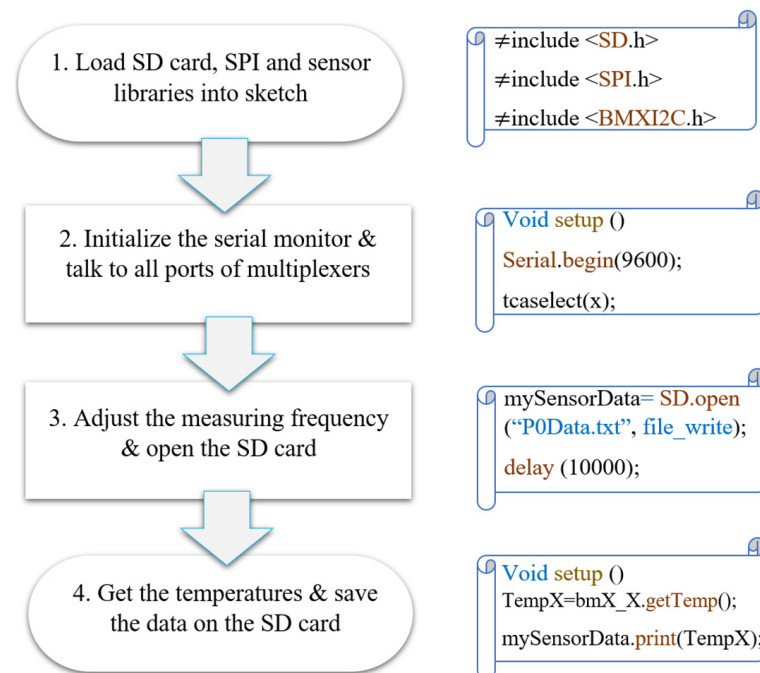 1. Load SD card, SPI and sensor
libraries into sketch
≠include <SD.h>
≠include <SPI.h>
≠include <BMXI2C.h>
2. Initialize the serial monitor &
talk to all ports of multiplexers
Void setup ()
Serial.begin(9600);
tcaselect(x);
3. Adjust the measuring frequency
& open the SD card
mySensorData= SD.open
(“P0Data.txt”, file_write);
delay (10000);
4. Get the temperatures & save
the data on the SD card
Void setup ()
TempX=bmX_X.getTemp();
mySensorData.print(TempX);